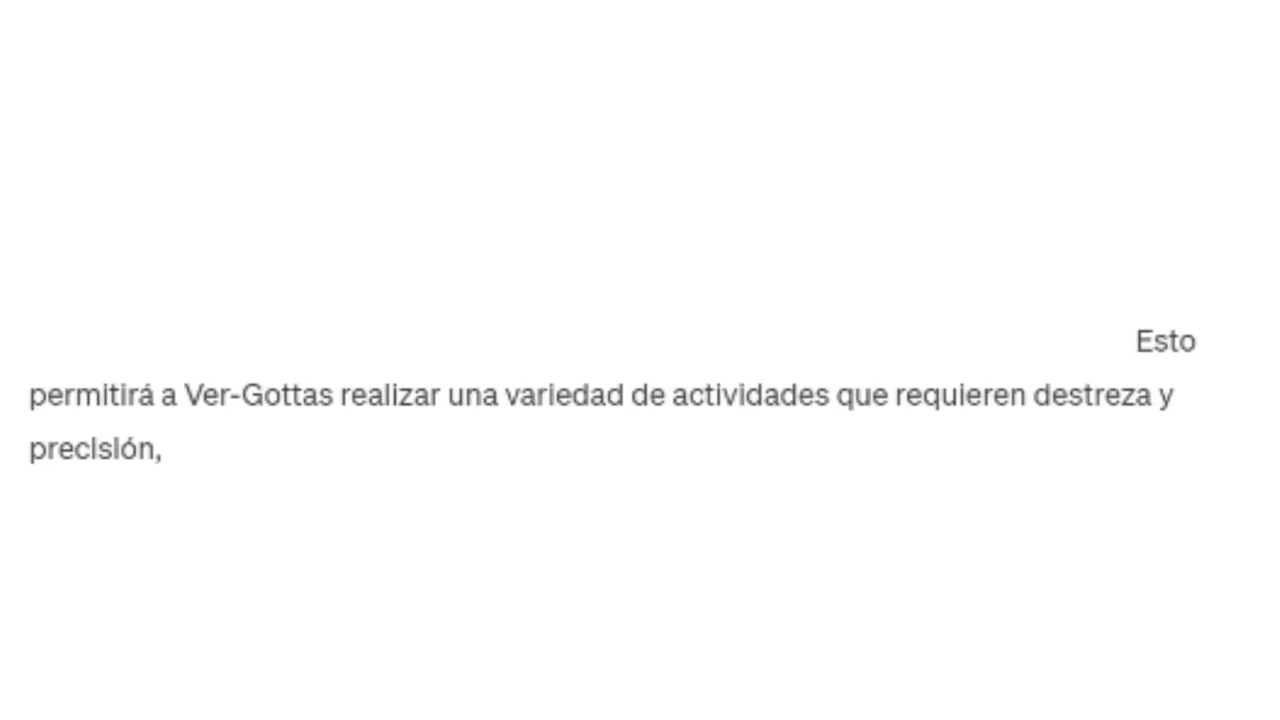 Esto
permitirá a Ver-Gottas realizar una variedad de actividades que requieren destreza y
precisión,